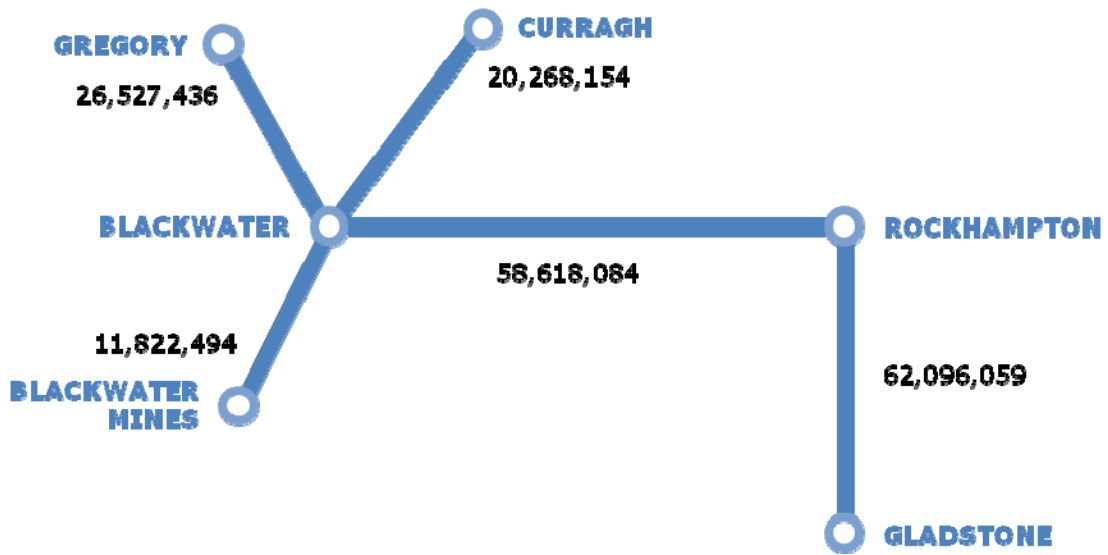 GREGORY
CURRAGH
26,527,436
20,268,154
BLACKWATER
ROCKHAMPTON
58,618,084
11,822,494
62,096,059
BLACKWATER
MINES
GLADSTONE